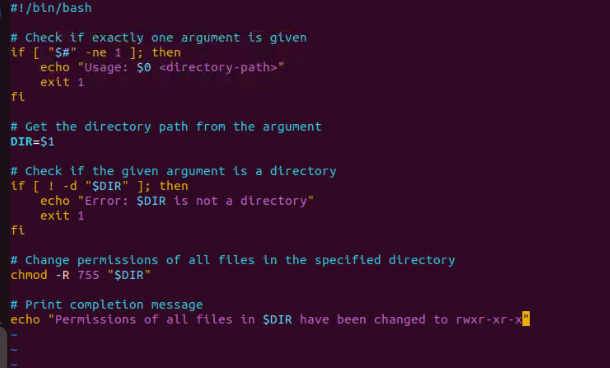 #!/bin/bash
# Check if exactly one argument is given
if [ "$#" -ne 1 ]; then
    echo "Usage: $0 <directory-path>"
    exit 1
fi
# Get the directory path from the argument
DIR=$1
# Check if the given argument is a directory
if [ ! -d "$DIR" ]; then
    echo "Error: $DIR is not a directory"
    exit 1
fi
# Change permissions of all files in the specified directory
chmod -R 755 "$DIR"
# Print completion message
echo "Permissions of all files in $DIR have been changed to rwxr-xr-x"
~
~
~